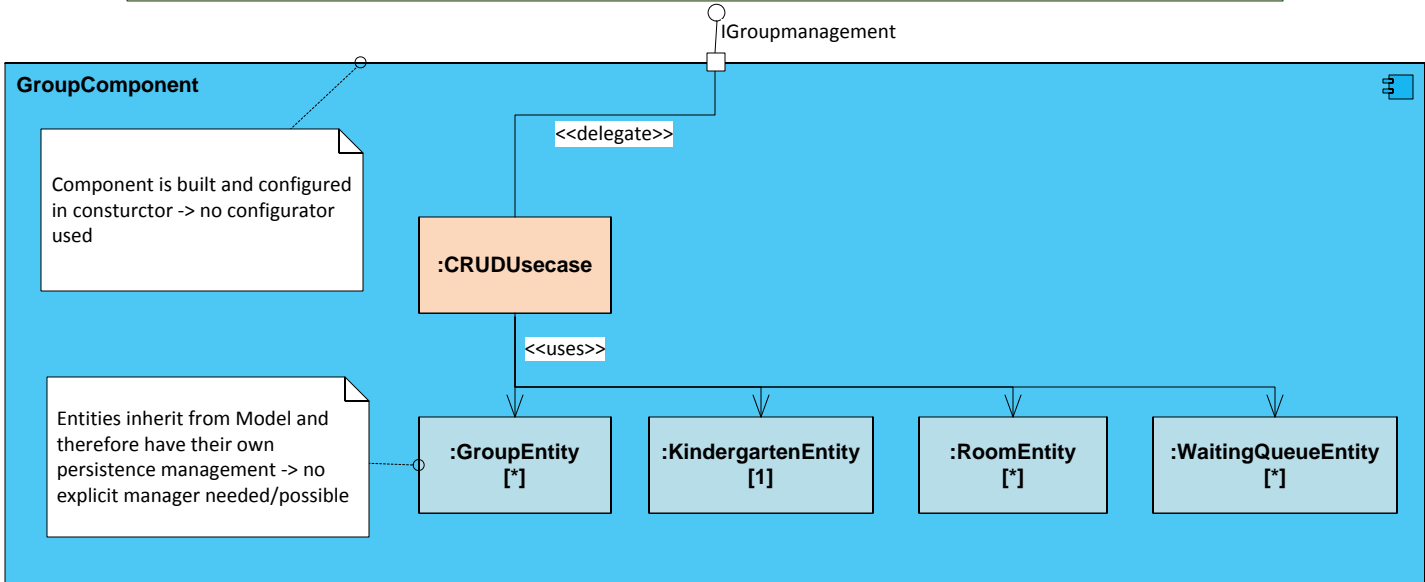 IGroupmanagement
GroupComponent
<<delegate>>
Component is built and configured
in consturctor -> no configurator
used
:CRUDUsecase
<<uses>>
Entities inherit from Model and
therefore have their own
persistence management -> no
explicit manager needed/possible
:GroupEntity
[*]
:KindergartenEntity
[1]
:RoomEntity
[*]
:WaitingQueueEntity
[*]